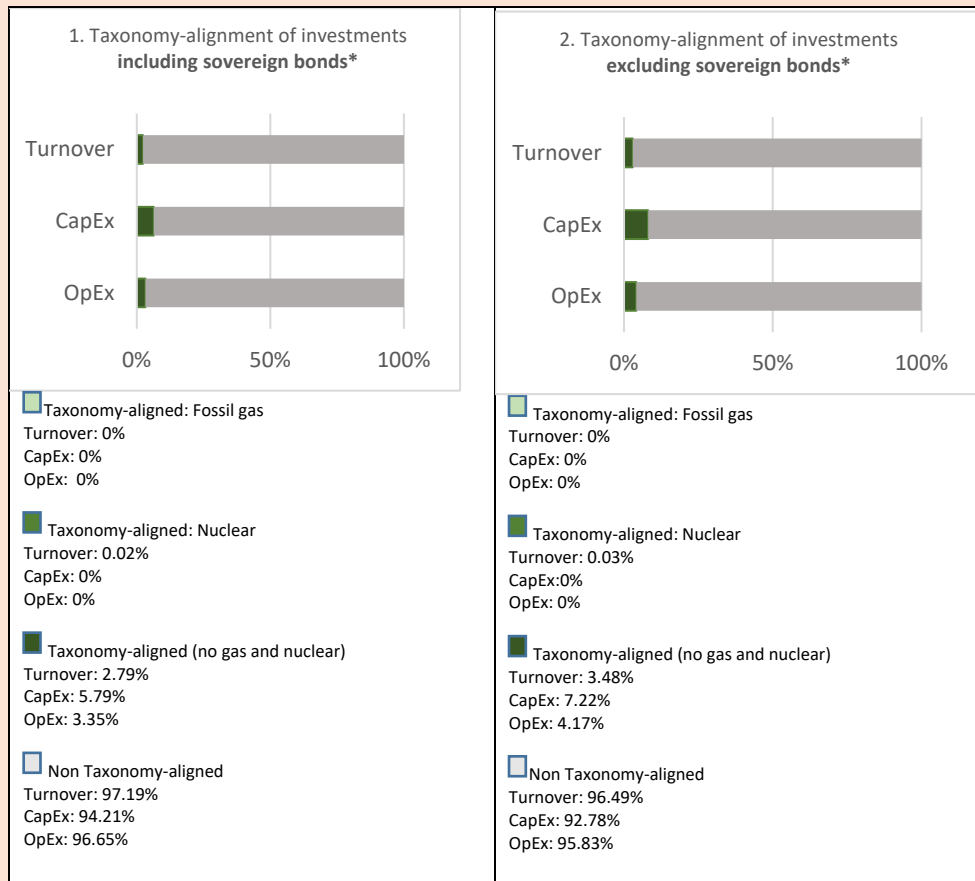 1. Taxonomy-alignment of investments
including sovereign bonds*
Turnover
CapEx
OpEx
0% 50% 100%
Taxonomy-aligned: Fossil gas
Turnover: 0%
CapEx: 0%
OpEx: 0%
Taxonomy-aligned: Nuclear
Turnover: 0.02%
CapEx: 0%
OpEx: 0%
Taxonomy-aligned (no gas and nuclear)
Turnover: 2.79%
CapEx: 5.79%
OpEx: 3.35%
Non Taxonomy-aligned
Turnover: 97.19%
CapEx: 94.21%
OpEx: 96.65%
2. Taxonomy-alignment of investments
excluding sovereign bonds*
Turnover
CapEx
OpEx
0% 50% 100%
Taxonomy-aligned: Fossil gas
Turnover: 0%
CapEx: 0%
OpEx: 0%
Taxonomy-aligned: Nuclear
Turnover: 0.03%
CapEx:0%
OpEx: 0%
Taxonomy-aligned (no gas and nuclear)
Turnover: 3.48%
CapEx: 7.22%
OpEx: 4.17%
Non Taxonomy-aligned
Turnover: 96.49%
CapEx: 92.78%
OpEx: 95.83%